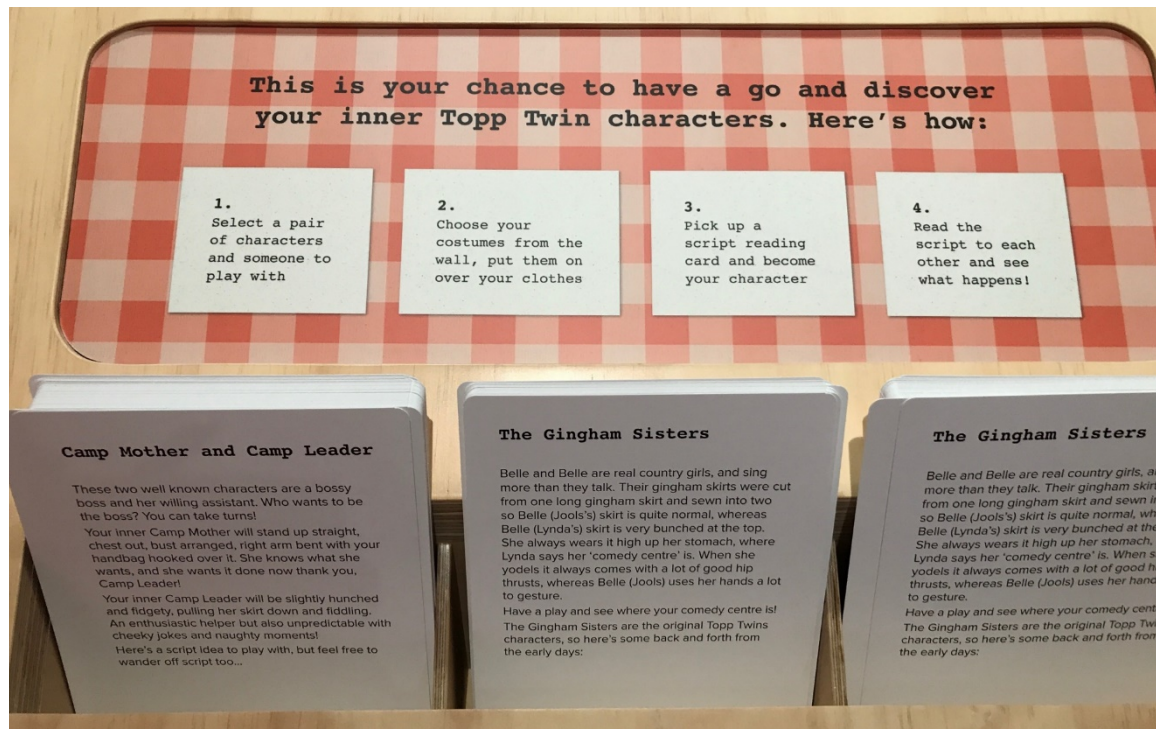 This is your chance to have a go and discover
your inner Topp Twin characters. Here's how:
1.
Select a pair
of characters
and someone to
play with
2.
Choose your
costumes from the
wall, put them on
over your clothes
3.
Pick up a
script reading
card and become
your character
4.
Read the
script to each
other and see
what happens!
Camp Mother and Camp Leader
These two well known characters are a bossy
boss and her willing assistant. Who wants to be
the boss? You can take turns!
Your inner Camp Mother will stand up straight,
chest out, bust arranged, right arm bent with your
handbag hooked over it. She knows what she
wants, and she wants it done now thank you,
Camp Leader!
Your inner Camp Leader will be slightly hunched
and fidgety, pulling her skirt down and fiddling.
An enthusiastic helper but also unpredictable with
cheeky jokes and naughty moments!
Here's a script idea to play with, but feel free to
wander off script too...
The Gingham Sisters
Belle and Belle are real country girls, and sing
more than they talk. Their gingham skirts were cut
from one long gingham skirt and sewn into two
so Belle (Jools's) skirt is quite normal, whereas
Belle (Lynda's) skirt is very bunched at the top.
She always wears it high up her stomach, where
Lynda says her 'comedy centre' is. When she
yodels it always comes with a lot of good hip
thrusts, whereas Belle (Jools) uses her hands a lot
to gesture.
Have a play and see where your comedy centre is!
The Gingham Sisters are the original Topp Twins
characters, so here's some back and forth from
the early days:
The Gingham Sisters
Belle and Belle are real country girls,
more than they talk. Their gingham
from one long gingham skirt and sewn
so Belle (Jools's) skirt is quite normal,
Belle (Lynda's) skirt is very bunched at the
She always wears it high up her stomach,
Lynda says her 'comedy centre' is. When
yodels it always comes with a lot of good
thrusts, whereas Belle (Jools) uses her
to gesture.
Have a play and see where your comedy
The Gingham Sisters are the original Topp
characters, so here's some back and forth
the early days: